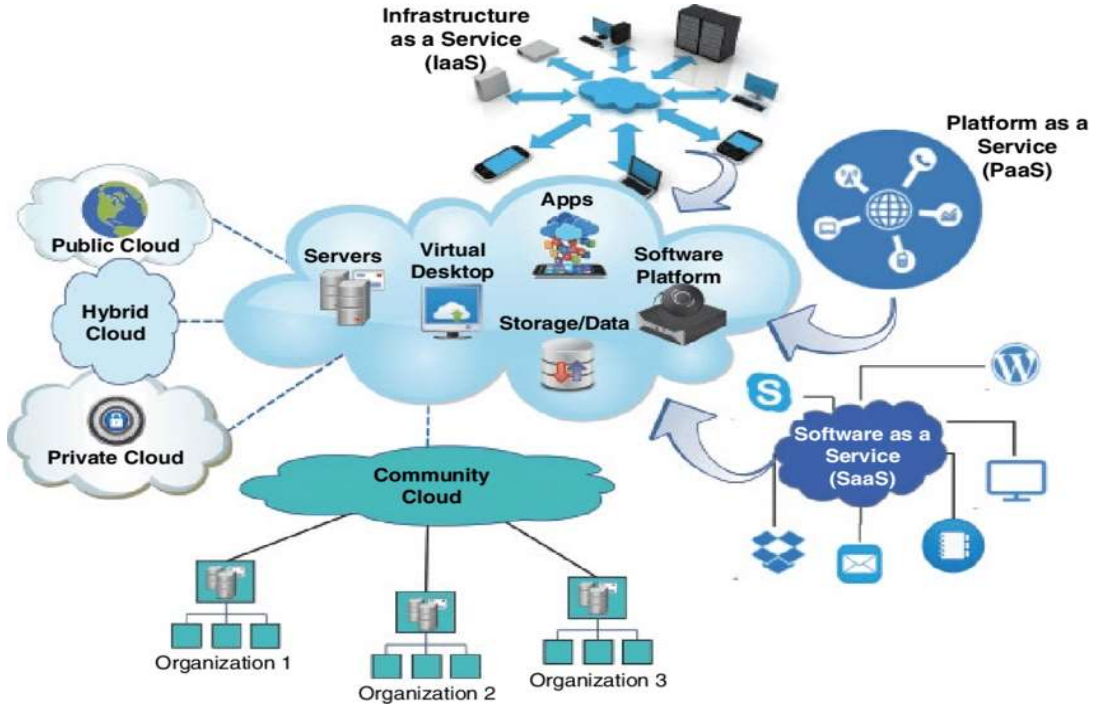 Infrastructure
as a Service
(IaaS)
Platform as a
Service
(PaaS)
Apps
Public Cloud
Servers
Virtual
Desktop
Software
Platform
Hybrid
Cloud
Storage/Data
Private Cloud
S
W
Software as a
Service
(SaaS)
Community
Cloud
Organization 1
Organization 2
Organization 3